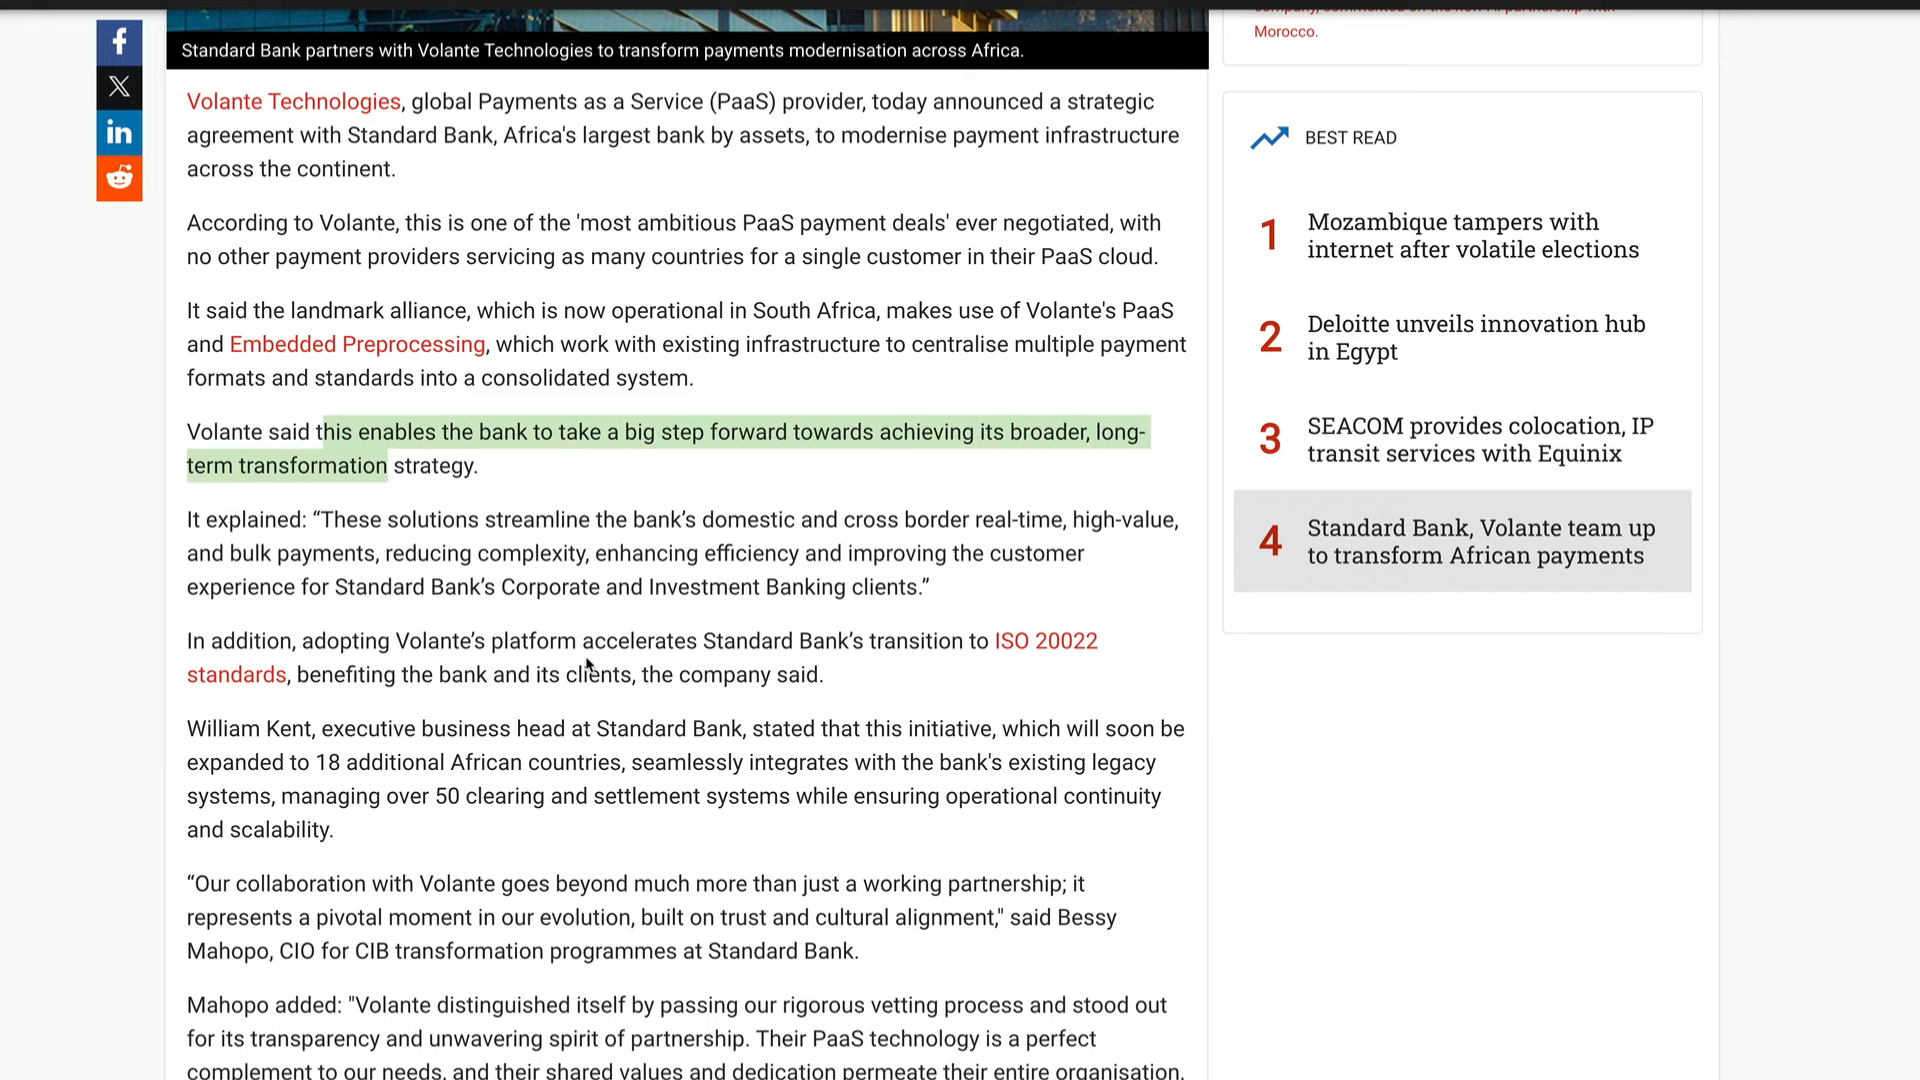 Standard Bank partners with Volante Technologies to transform payments modernisation across Africa.
Volante Technologies, global Payments as a Service (PaaS) provider, today announced a strategic
agreement with Standard Bank, Africa's largest bank by assets, to modernise payment infrastructure
across the continent.
According to Volante, this is one of the 'most ambitious PaaS payment deals' ever negotiated, with
no other payment providers servicing as many countries for a single customer in their PaaS cloud.
It said the landmark alliance, which is now operational in South Africa, makes use of Volante's PaaS
and Embedded Preprocessing, which work with existing infrastructure to centralise multiple payment
formats and standards into a consolidated system.
Volante said this enables the bank to take a big step forward towards achieving its broader, long-
term transformation strategy.
It explained: “These solutions streamline the bank’s domestic and cross border real-time, high-value,
and bulk payments, reducing complexity, enhancing efficiency and improving the customer
experience for Standard Bank’s Corporate and Investment Banking clients.”
In addition, adopting Volante’s platform accelerates Standard Bank’s transition to ISO 20022
standards, benefiting the bank and its clients, the company said.
William Kent, executive business head at Standard Bank, stated that this initiative, which will soon be
expanded to 18 additional African countries, seamlessly integrates with the bank's existing legacy
systems, managing over 50 clearing and settlement systems while ensuring operational continuity
and scalability.
“Our collaboration with Volante goes beyond much more than just a working partnership; it
represents a pivotal moment in our evolution, built on trust and cultural alignment," said Bessy
Mahopo, CIO for CIB transformation programmes at Standard Bank.
Mahopo added: "Volante distinguished itself by passing our rigorous vetting process and stood out
for its transparency and unwavering spirit of partnership. Their PaaS technology is a perfect
complement to our needs, and their shared values and dedication permeate their entire organisation,
Morocco.
BEST READ
1
Mozambique tampers with
internet after volatile elections
2
Deloitte unveils innovation hub
in Egypt
3
SEACOM provides colocation, IP
transit services with Equinix
4
Standard Bank, Volante team up
to transform African payments